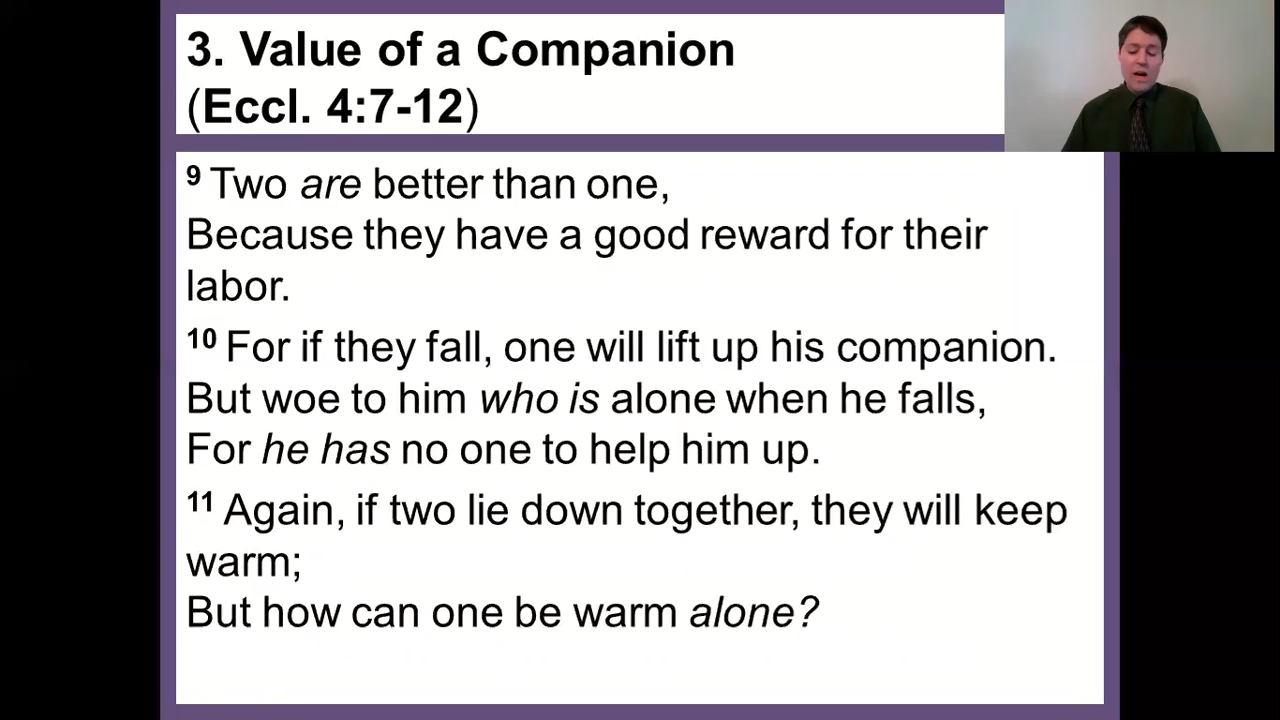 3. Value of a Companion
(Eccl. 4:7-12)
9 Two are better than one,
Because they have a good reward for their
labor.
10 For if they fall, one will lift up his companion.
But woe to him who is alone when he falls,
For he has no one to help him up.
11 Again, if two lie down together, they will keep
warm;
But how can one be warm alone?